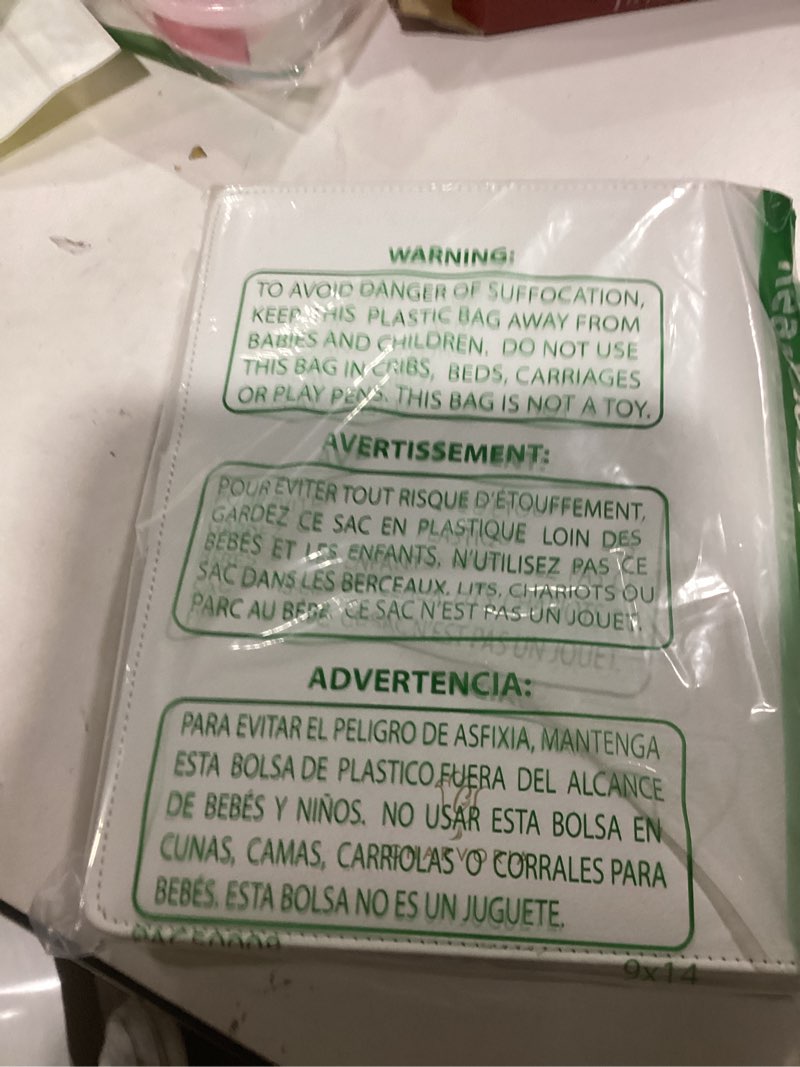 WARNING:
TO AVOID DANGER OF SUFFOCATION,
KEEP THIS PLASTIC BAG AWAY FROM
BABIES AND CHILDREN. DO NOT USE
THIS BAG IN CRIBS, BEDS, CARRIAGES
OR PLAY PENS. THIS BAG IS NOT A TOY.
AVERTISSEMENT:
POUR EVITER TOUT RISQUE D'ÉTOUFFEMENT,
GARDEZ CE SAC EN PLASTIQUE LOIN DES
BÉBÉS ET LES ENFANTS. N'UTILISEZ PAS CE
SAC DANS LES BERCEAUX. LITS, CHARIOTS OU
PARC AU BÉBÉ CE SAC N'EST PAS UN JOUET.
ADVERTENCIA:
PARA EVITAR EL PELIGRO DE ASFIXIA, MANTENGA
ESTA BOLSA DE PLASTICO FUERA DEL ALCANCE
DE BEBÉS Y NIÑOS. NO USAR ESTA BOLSA EN
CUNAS, CAMAS, CARRIOLAS O CORRALES PARA
BEBÉS. ESTA BOLSA NO ES UN JUGUETE.
9x14